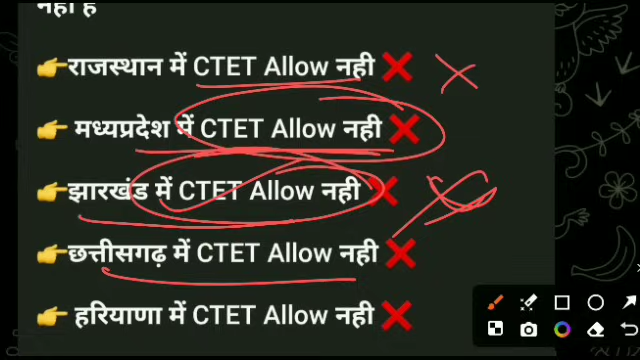 नहीं है
👉राजस्थान में CTET Allow नही ❌
👉 मध्यप्रदेश में CTET Allow नही ❌
👉झारखंड में CTET Allow नही ❌
👉छत्तीसगढ़ में CTET Allow नही ❌
👉 हरियाणा में CTET Allow नही ❌